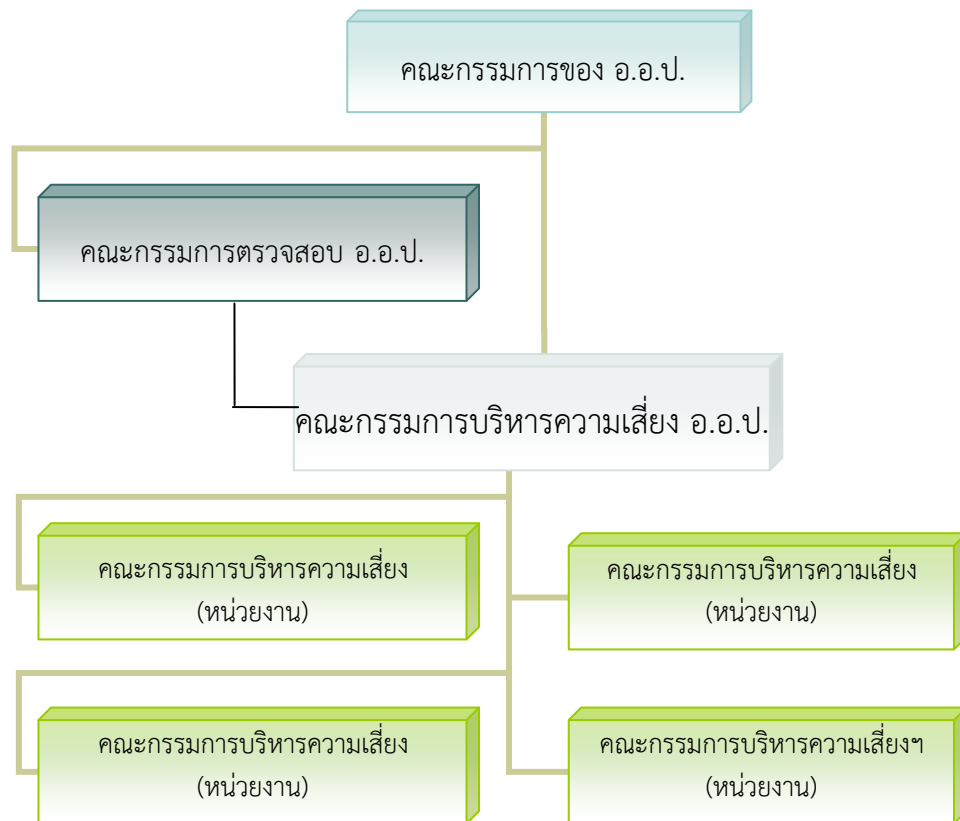 คณะกรรมการของ อ.อ.ป.
คณะกรรมการตรวจสอบ อ.อ.ป.
คณะกรรมการบริหารความเสี่ยง อ.อ.ป.
คณะกรรมการบริหารความเสี่ยง
(หน่วยงาน)
คณะกรรมการบริหารความเสี่ยง
(หน่วยงาน)
คณะกรรมการบริหารความเสี่ยง
(หน่วยงาน)
คณะกรรมการบริหารความเสี่ยงฯ
(หน่วยงาน)